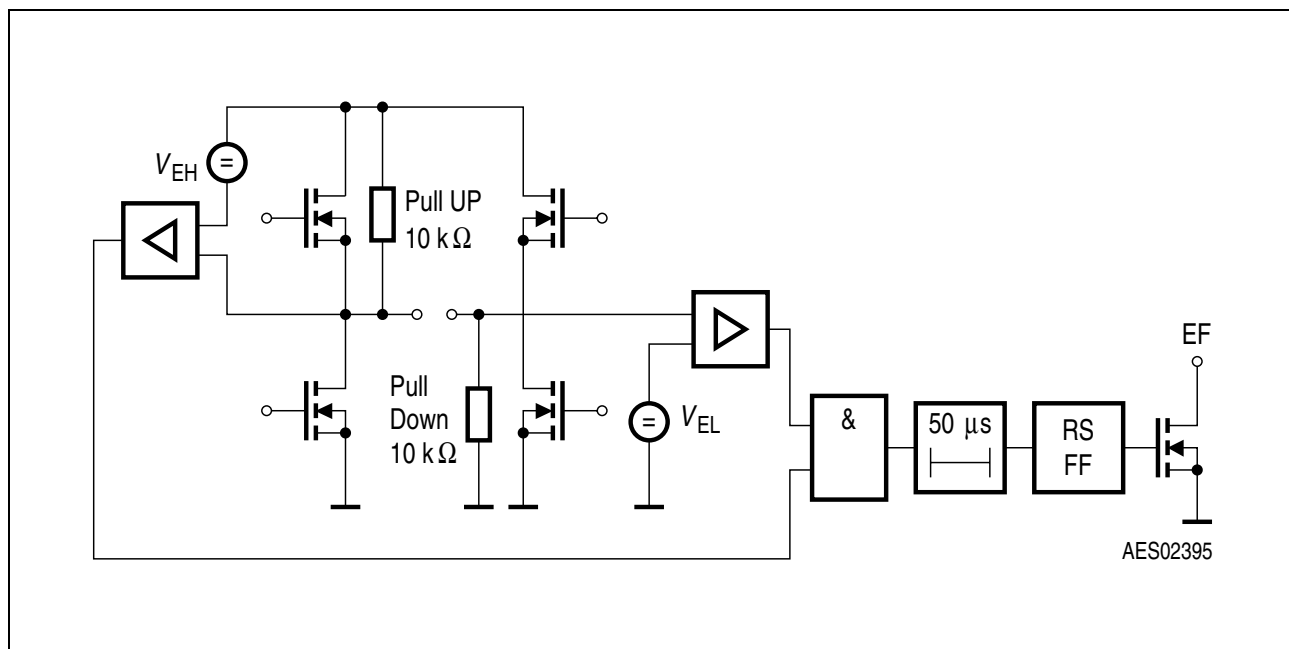 V_EH
=
Pull UP
10 kΩ
Pull
Down
10 kΩ
=
V_EL
&
50 μs
RS
FF
EF
AES02395